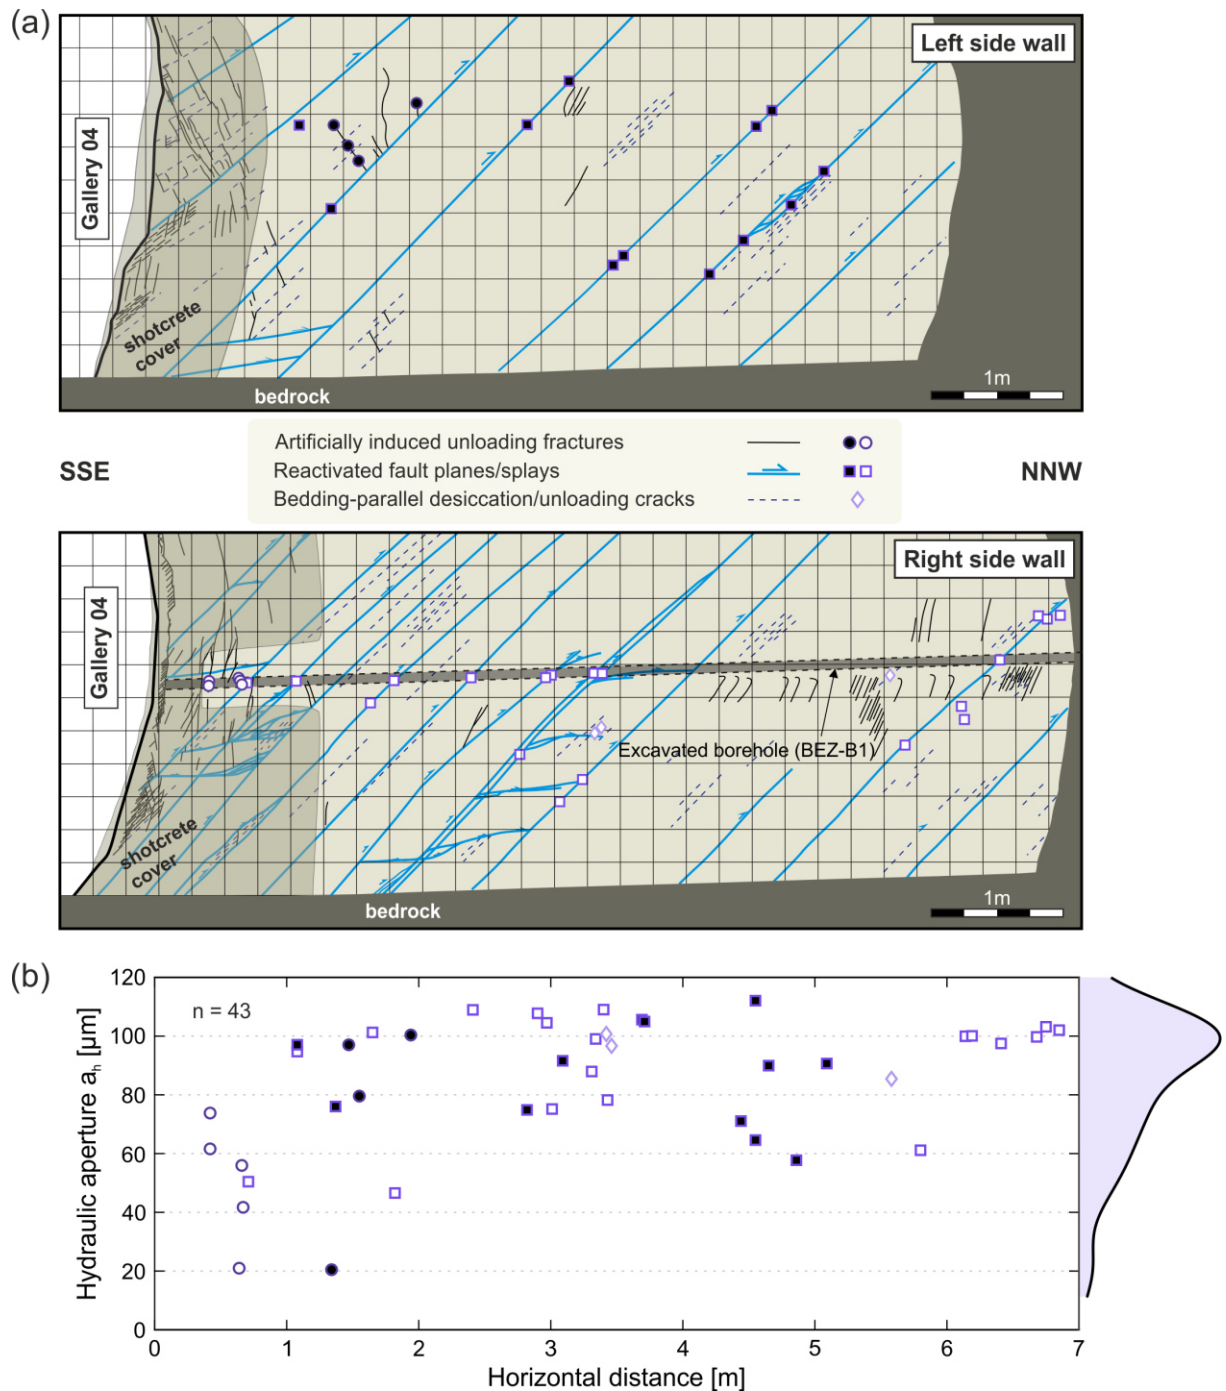 (a)
Left side wall
Gallery 04
shotcrete
cover
bedrock
1m
Artificially induced unloading fractures
SSE
Reactivated fault planes/splays
NNW
Bedding-parallel desiccation/unloading cracks
Right side wall
Gallery 04
Excavated borehole (BEZ-B1)
shotcrete
cover
bedrock
1m
(b)
Hydraulic aperture aₕ [µm]
n = 43
120
100
80
60
40
20
0
0 1 2 3 4 5 6 7
Horizontal distance [m]